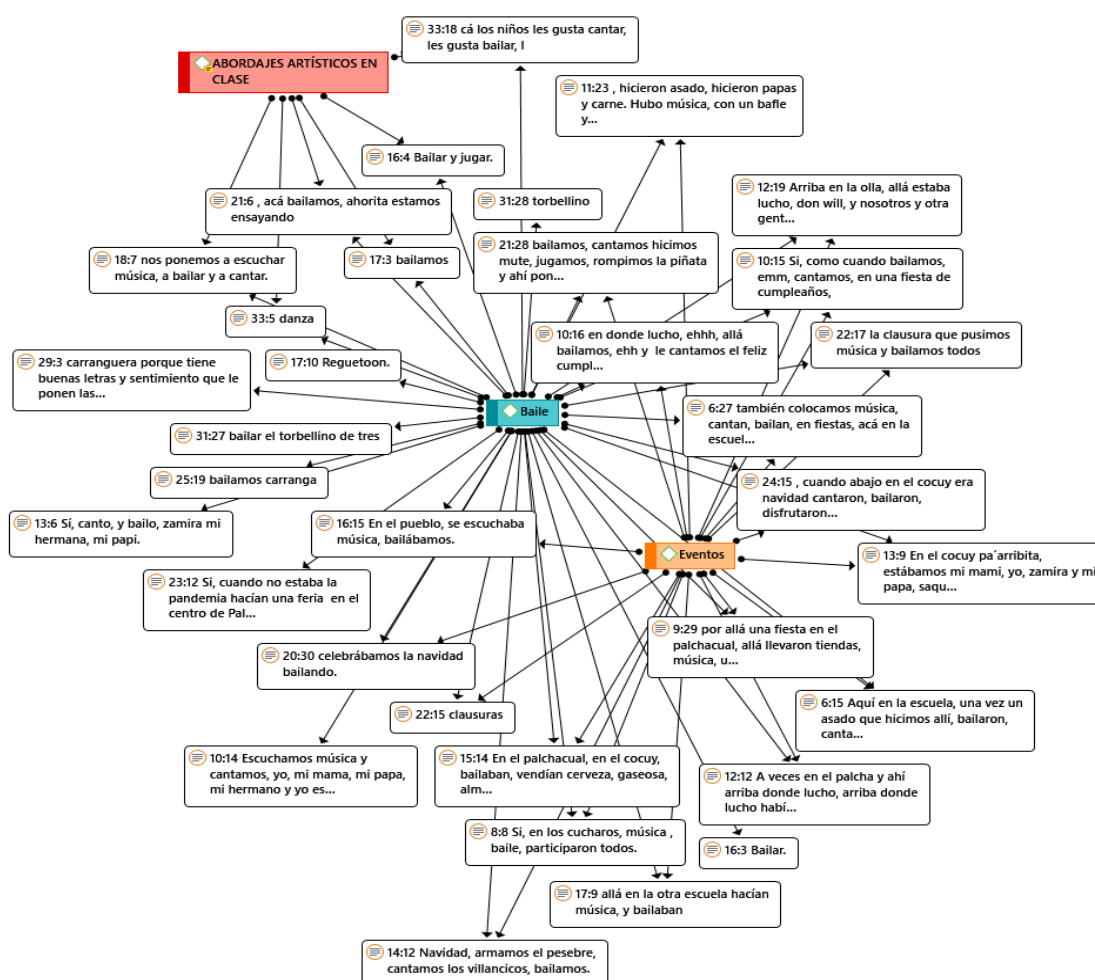 33:18 cá los niños les gusta cantar,
les gusta bailar, l
ABORDAJES ARTÍSTICOS EN
CLASE
11:23 , hicieron asado, hicieron papas
y carne. Hubo música, con un bafle
y...
16:4 Bailar y jugar.
21:6 , acá bailamos, ahorita estamos
ensayando
31:28 torbellino
12:19 Arriba en la olla, allá estaba
lucho, don will, y nosotros y otra
gent...
18:7 nos ponemos a escuchar
música, a bailar y a cantar.
17:3 bailamos
21:28 bailamos, cantamos hicimos
mute, jugamos, rompimos la piñata
y ahí pon...
10:15 Si, como cuando bailamos,
emm, cantamos, en una fiesta de
cumpleaños,
33:5 danza
10:16 en donde lucho, ehhh, allá
bailamos, ehh y le cantamos el feliz
cumpl...
22:17 la clausura que pusimos
música y bailamos todos
29:3 carranguera porque tiene
buenas letras y sentimiento que le
ponen las...
17:10 Reguetoon.
Baile
6:27 también colocamos música,
cantan, bailan, en fiestas, acá en la
escuel...
31:27 bailar el torbellino de tres
25:19 bailamos carranga
24:15 , cuando abajo en el cocuy era
navidad cantaron, bailaron,
disfrutaron...
13:6 Sí, canto, y bailo, zamira mi
hermana, mi papi.
16:15 En el pueblo, se escuchaba
música, bailábamos.
Eventos
13:9 En el cocuy pa´arribita,
estábamos mi mami, yo, zamira y mi
papa, saqu...
23:12 Si, cuando no estaba la
pandemia hacían una feria en el
centro de Pal...
9:29 por allá una fiesta en el
palchacual, allá llevaron tiendas,
música, u...
20:30 celebrábamos la navidad
bailando.
22:15 clausuras
6:15 Aquí en la escuela, una vez un
asado que hicimos allí, bailaron,
canta...
10:14 Escuchamos música y
cantamos, yo, mi mama, mi papa,
mi hermano y yo es...
15:14 En el palchacual, en el cocuy,
bailaban, vendían cerveza, gaseosa,
alm...
12:12 A veces en el palcha y ahí
arriba donde lucho, arriba donde
lucho habí...
8:8 Si, en los cucharos, música ,
baile, participaron todos.
16:3 Bailar.
17:9 allá en la otra escuela hacían
música, y bailaban
14:12 Navidad, armamos el pesebre,
cantamos los villancicos, bailamos.